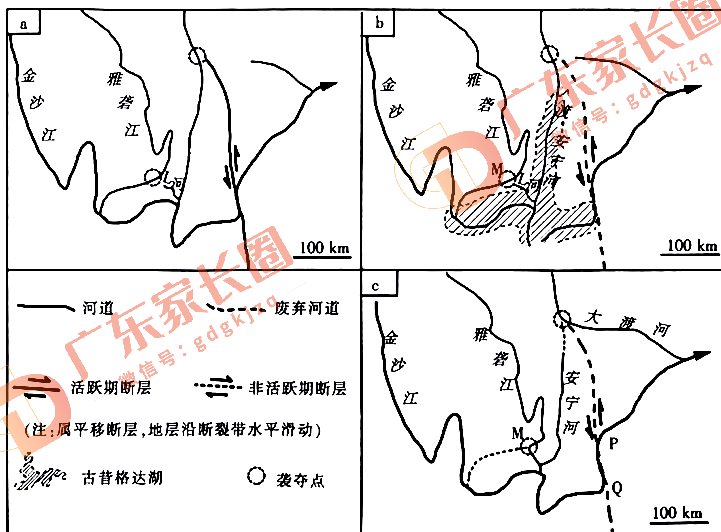 a
金沙江
雅砻江
河
100 km
b
金沙江
雅砻江
安宁河
M
河
100 km
河道
废弃河道
活跃期断层
非活跃期断层
(注:属平移断层,地层沿断裂带水平滑动)
古昔格达湖
袭夺点
c
金沙江
雅砻江
大渡河
安宁河
M
P
Q
100 km
广东家长圈
微信号:gdgkjzq
广东家长圈
微信号:gdgkjzq